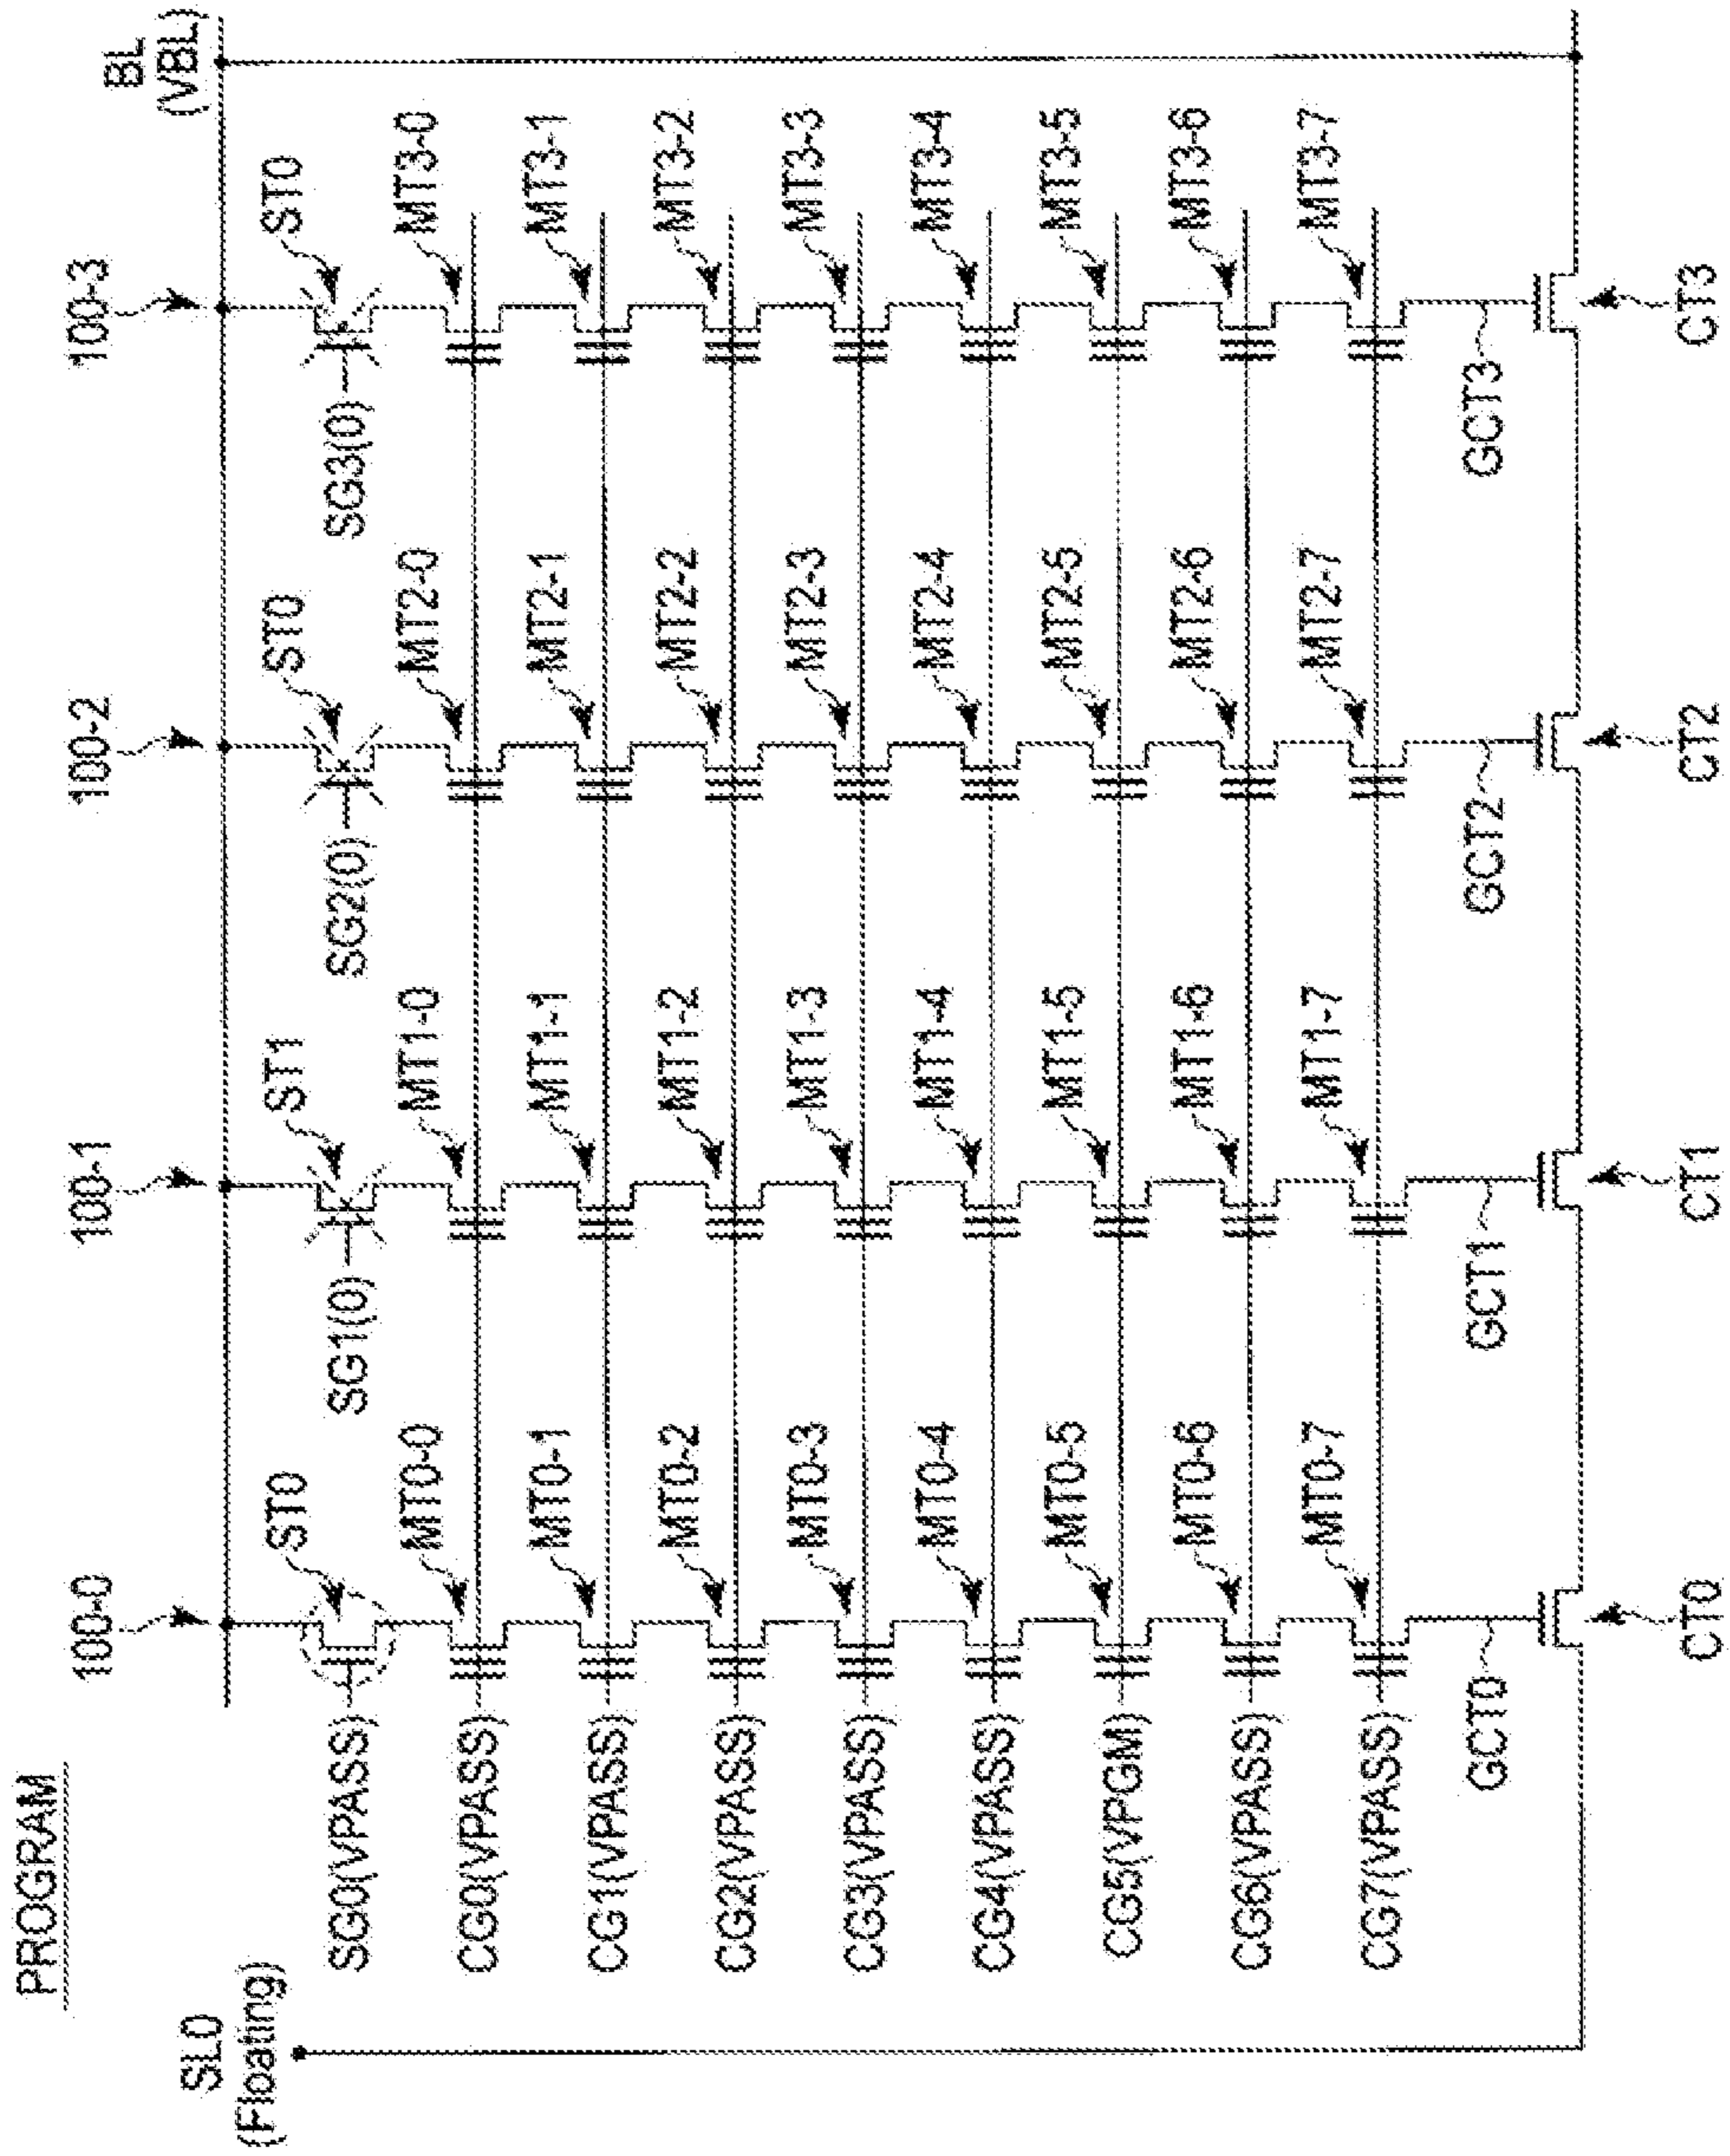 PROGRAM
SL0
(Floating)
BL
(VBL)
100-0
100-1
100-2
100-3
ST0
ST1
ST0
ST0
SG0(VPASS)
SG1(0)
SG2(0)
SG3(0)
MT0-0
MT1-0
MT2-0
MT3-0
CG0(VPASS)
MT0-1
MT1-1
MT2-1
MT3-1
CG1(VPASS)
MT0-2
MT1-2
MT2-2
MT3-2
CG2(VPASS)
MT0-3
MT1-3
MT2-3
MT3-3
CG3(VPASS)
MT0-4
MT1-4
MT2-4
MT3-4
CG4(VPASS)
MT0-5
MT1-5
MT2-5
MT3-5
CG5(VPGM)
MT0-6
MT1-6
MT2-6
MT3-6
CG6(VPASS)
MT0-7
MT1-7
MT2-7
MT3-7
CG7(VPASS)
GCT0
GCT1
GCT2
GCT3
CT0
CT1
CT2
CT3